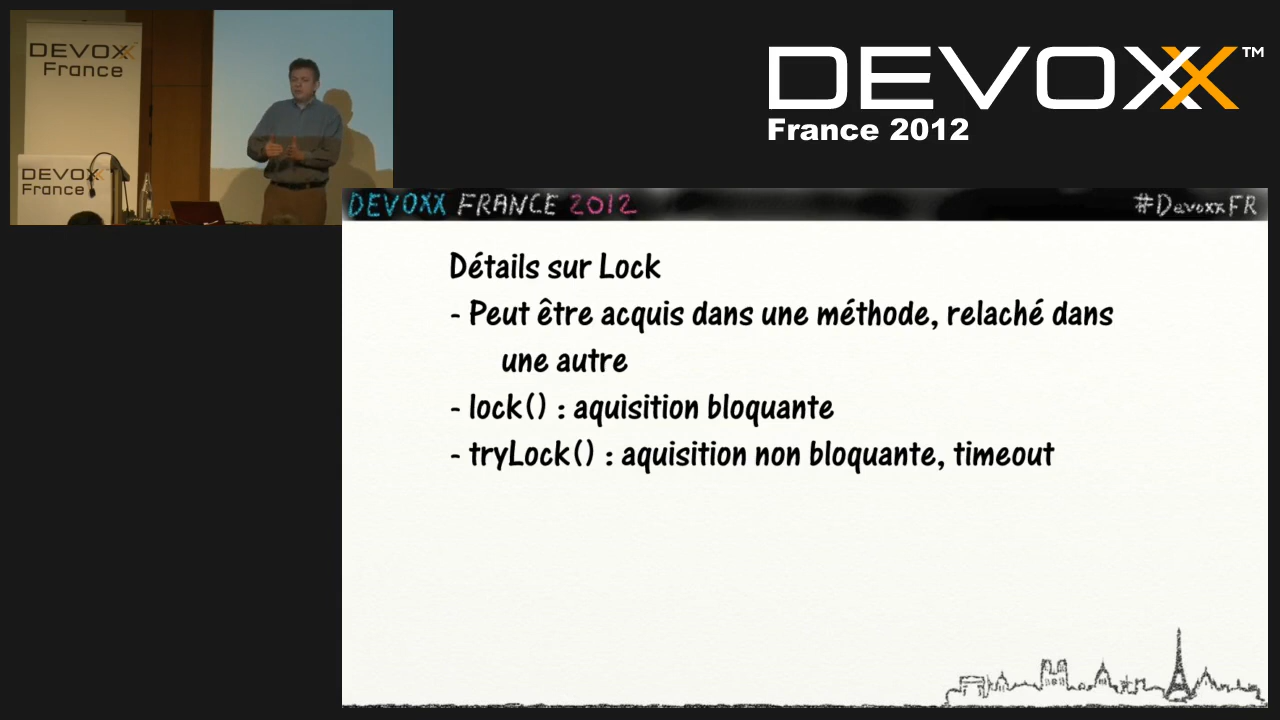 DEVOXX
France
DEVOXX
France
DEVOXX™
France 2012
DEVOXX FRANCE 2012
#DevoxxFR
Détails sur Lock
- Peut être acquis dans une méthode, relaché dans
une autre
- lock() : aquisition bloquante
- tryLock() : aquisition non bloquante, timeout